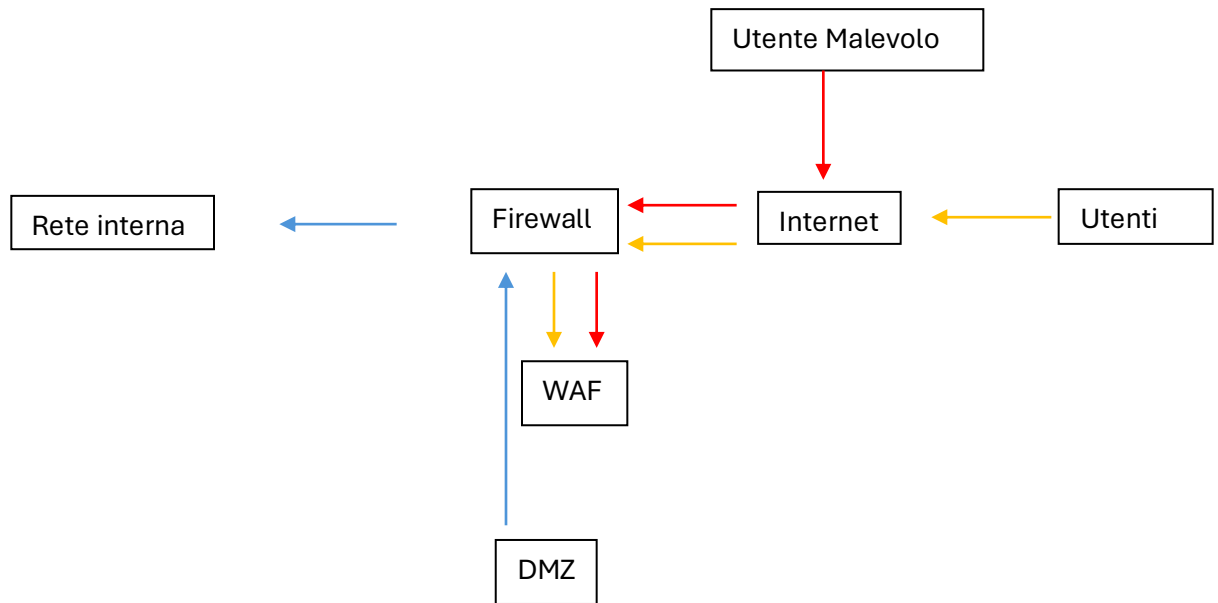 Utente Malevolo
Rete interna
Firewall
Internet
Utenti
WAF
DMZ